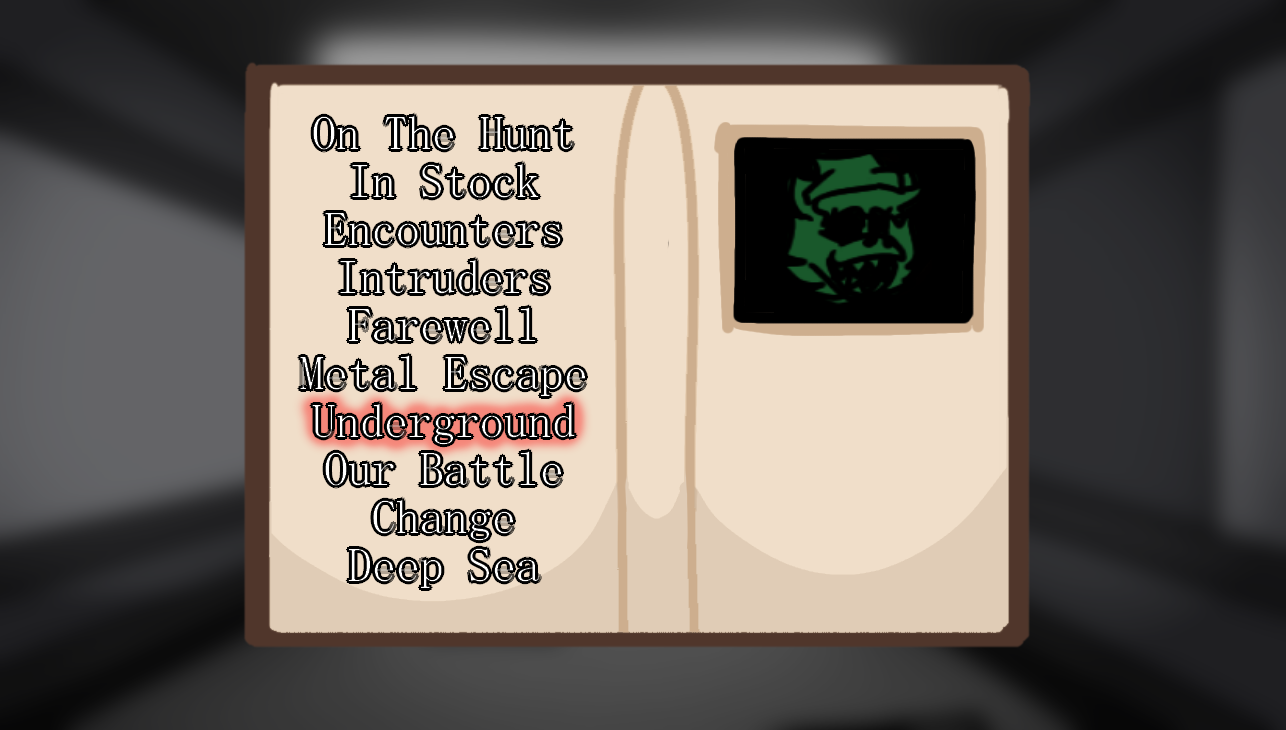 On The Hunt
In Stock
Encounters
Intruders
Farewell
Metal Escape
Underground
Our Battle
Change
Deep Sea